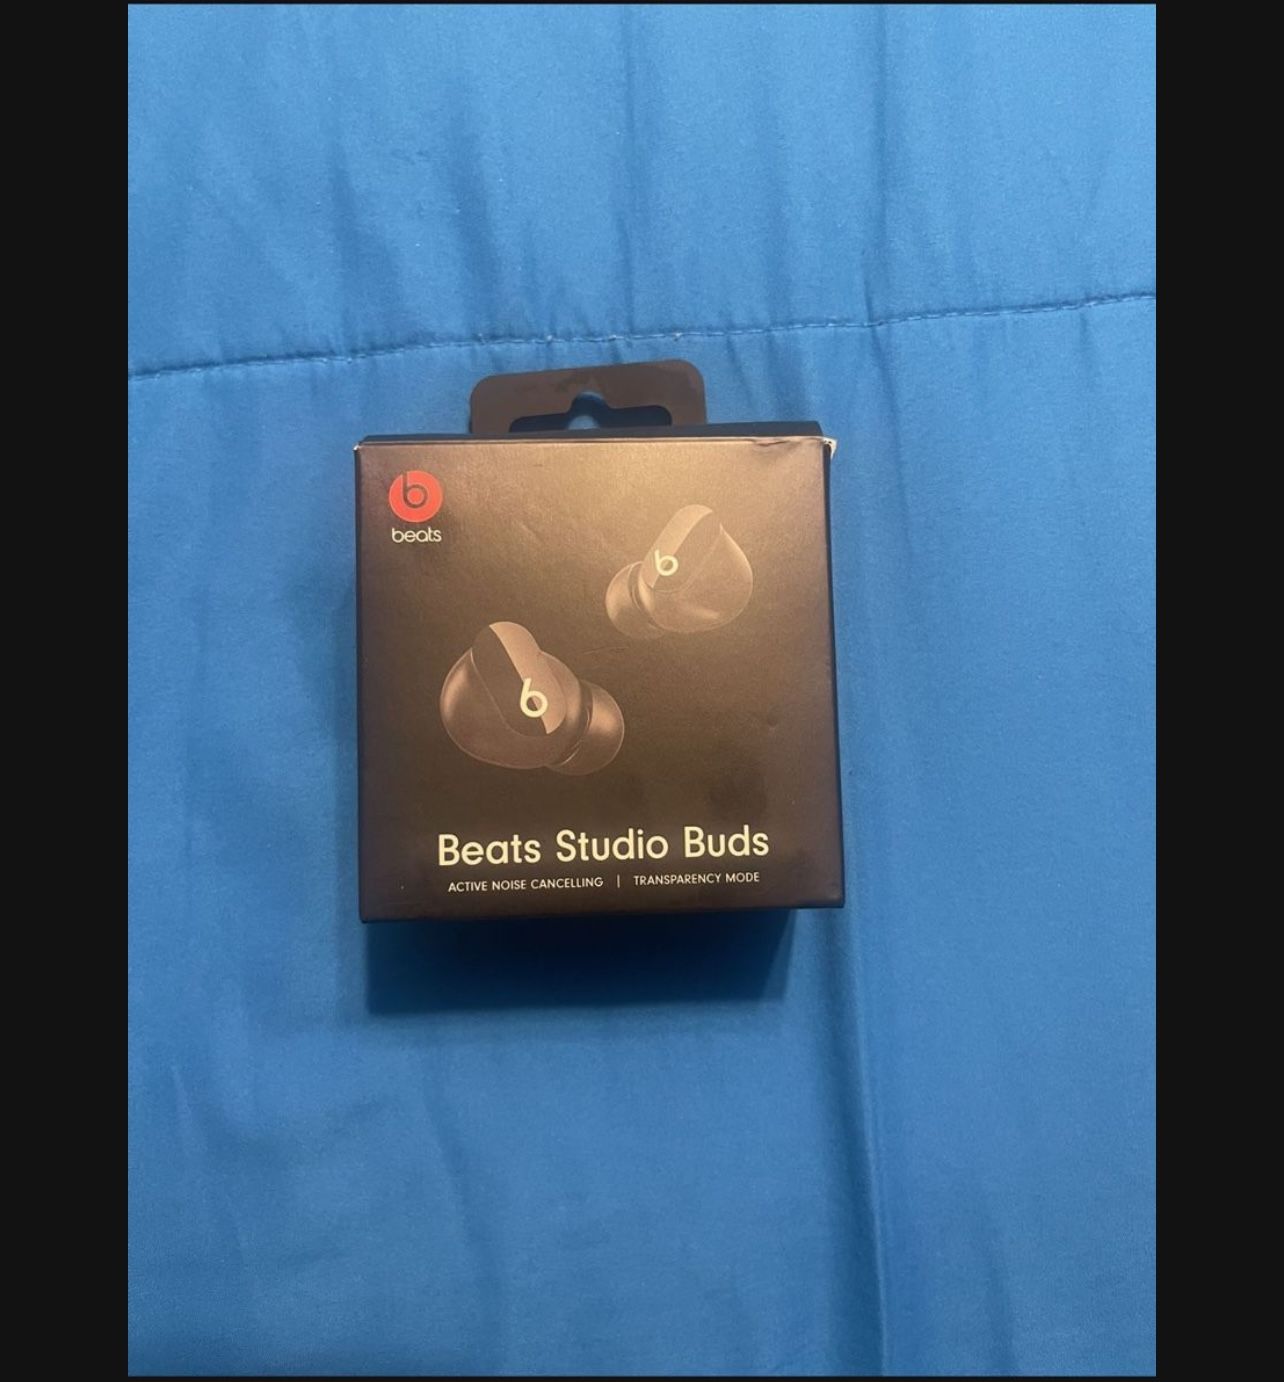 beats
Beats Studio Buds
ACTIVE NOISE CANCELLING | TRANSPARENCY MODE